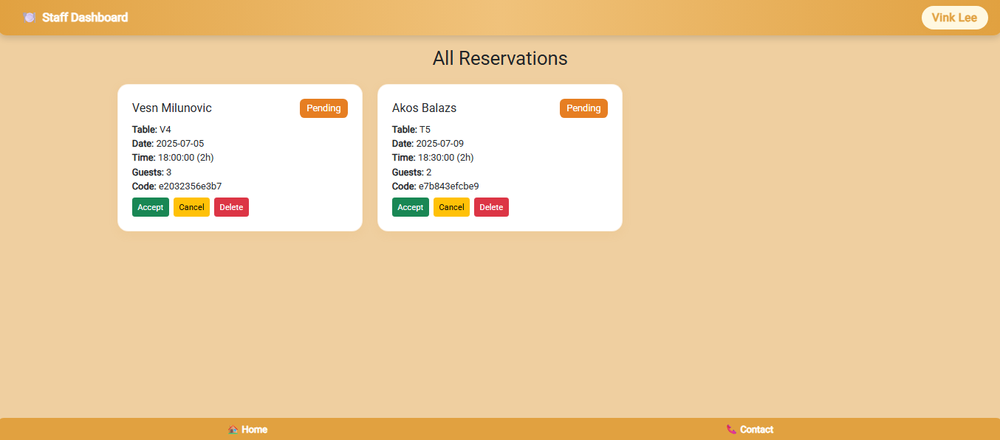 Staff Dashboard
Vink Lee
All Reservations
Vesn Milunovic
Pending
Table: V4
Date: 2025-07-05
Time: 18:00:00 (2h)
Guests: 3
Code: e2032356e3b7
Accept Cancel Delete
Akos Balazs
Pending
Table: T5
Date: 2025-07-09
Time: 18:30:00 (2h)
Guests: 2
Code: e7b843efcbe9
Accept Cancel Delete
Home
Contact